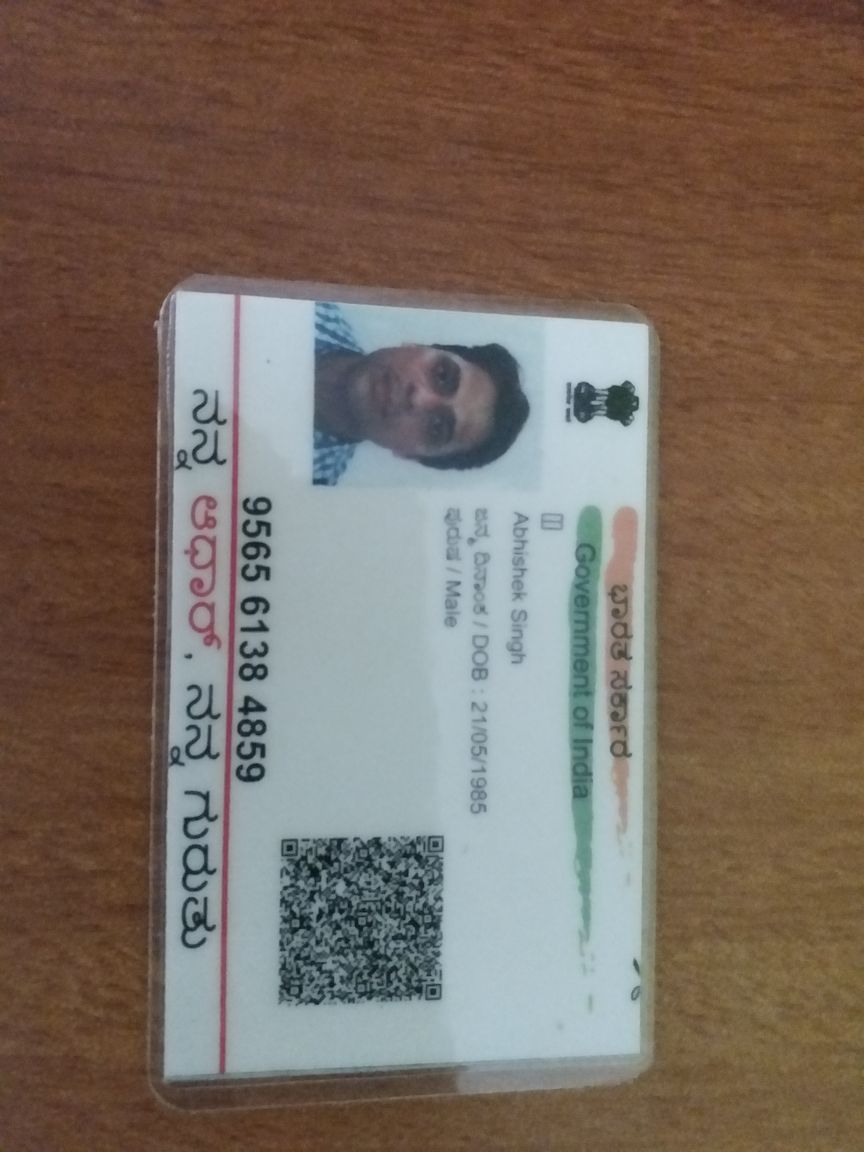 ಭಾರತ ಸರ್ಕಾರ
Government of India
Abhishek Singh
ಜನ್ಮ ದಿನಾಂಕ / DOB : 21/05/1985
ಪುರುಷ / Male
9565 6138 4859
ನನ್ನ ಆಧಾರ್, ನನ್ನ ಗುರುತು